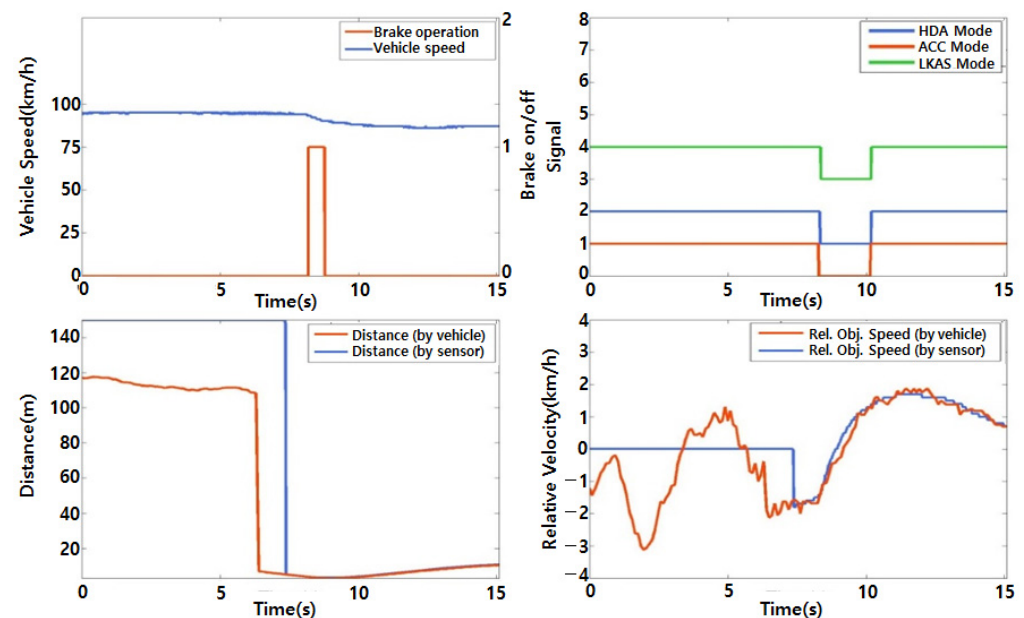 Brake operation
Vehicle speed
Vehicle Speed(km/h)
100
75
50
25
0
2
1
0
Brake on/off
0
5
10
15
Time(s)
HDA Mode
ACC Mode
LKAS Mode
Signal
8
7
6
5
4
3
2
1
0
0
5
10
15
Time(s)
Distance (by vehicle)
Distance (by sensor)
Distance(m)
140
120
100
80
60
40
20
0
5
10
15
Time(s)
Rel. Obj. Speed (by vehicle)
Rel. Obj. Speed (by sensor)
Relative Velocity(km/h)
4
3
2
1
0
−1
−2
−3
−4
0
5
10
15
Time(s)